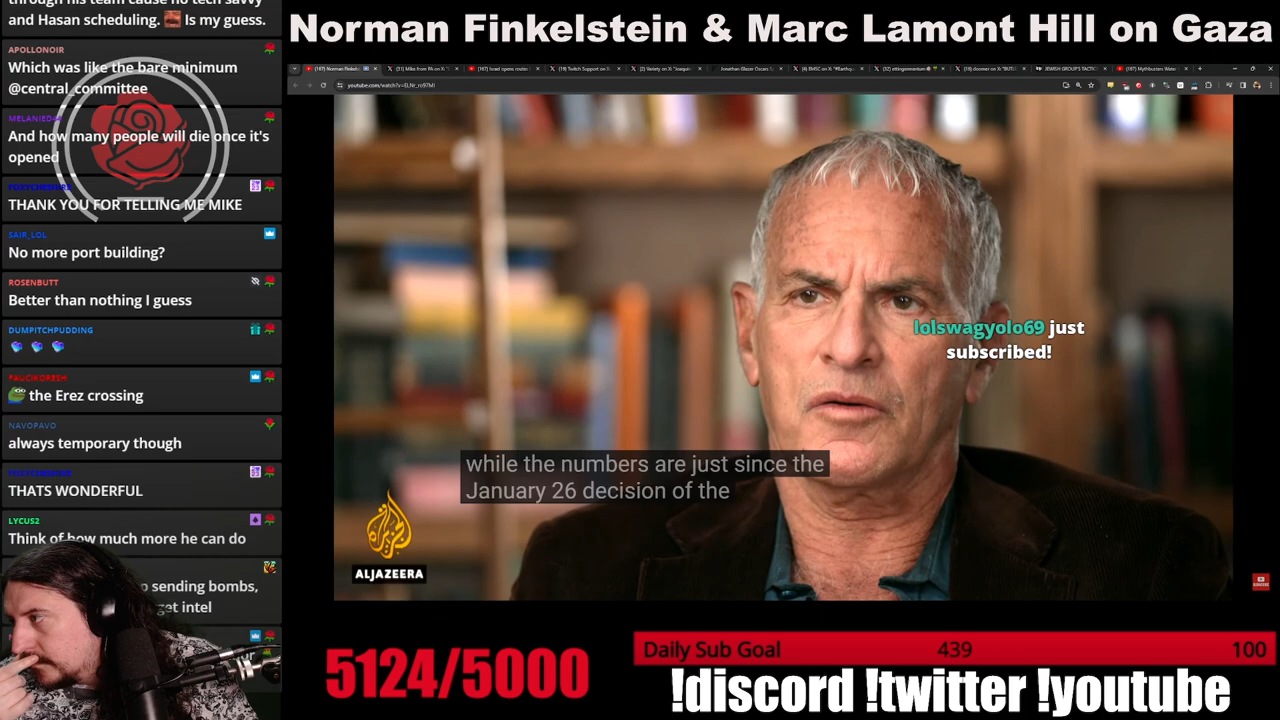 Norman Finkelstein & Marc Lamont Hill on Gaza
through his team cause no tech savvy
and Hasan scheduling. Is my guess.
APOLLONOIR
Which was like the bare minimum
@central_committee
And how many people will die once it's
opened
THANK YOU FOR TELLING ME MIKE
SAIR_LOL
No more port building?
ROSENBUTT
Better than nothing I guess
DUMPITCHPUDDING
the Erez crossing
NAVOPAVO
always temporary though
THATS WONDERFUL
LYCUS2
Think of how much more he can do
sending bombs,
get intel
lolswagyolo69 just
subscribed!
while the numbers are just since the
January 26 decision of the
ALJAZEERA
5124/5000
Daily Sub Goal 439 100
!discord !twitter !youtube